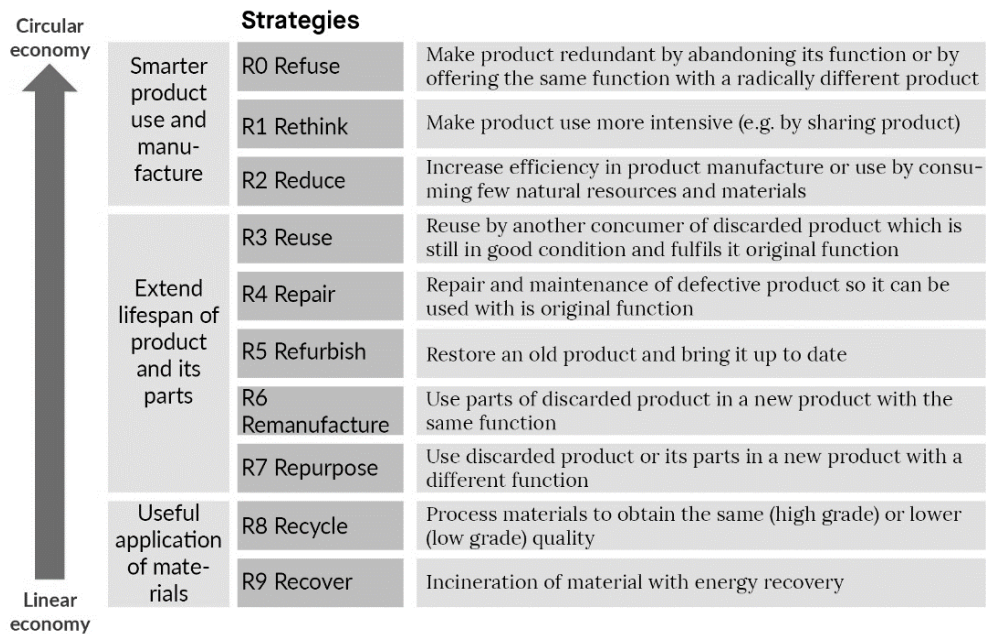 Strategies
Circular
economy
Smarter
product
use and
manu-
facture
R0 Refuse
Make product redundant by abandoning its function or by
offering the same function with a radically different product
R1 Rethink
Make product use more intensive (e.g. by sharing product)
R2 Reduce
Increase efficiency in product manufacture or use by consu-
ming few natural resources and materials
Extend
lifespan of
product
and its
parts
R3 Reuse
Reuse by another concumer of discarded product which is
still in good condition and fulfils it original function
R4 Repair
Repair and maintenance of defective product so it can be
used with is original function
R5 Refurbish
Restore an old product and bring it up to date
R6
Remanufacture
Use parts of discarded product in a new product with the
same function
R7 Repurpose
Use discarded product or its parts in a new product with a
different function
Useful
application
of mate-
rials
R8 Recycle
Process materials to obtain the same (high grade) or lower
(low grade) quality
R9 Recover
Incineration of material with energy recovery
Linear
economy